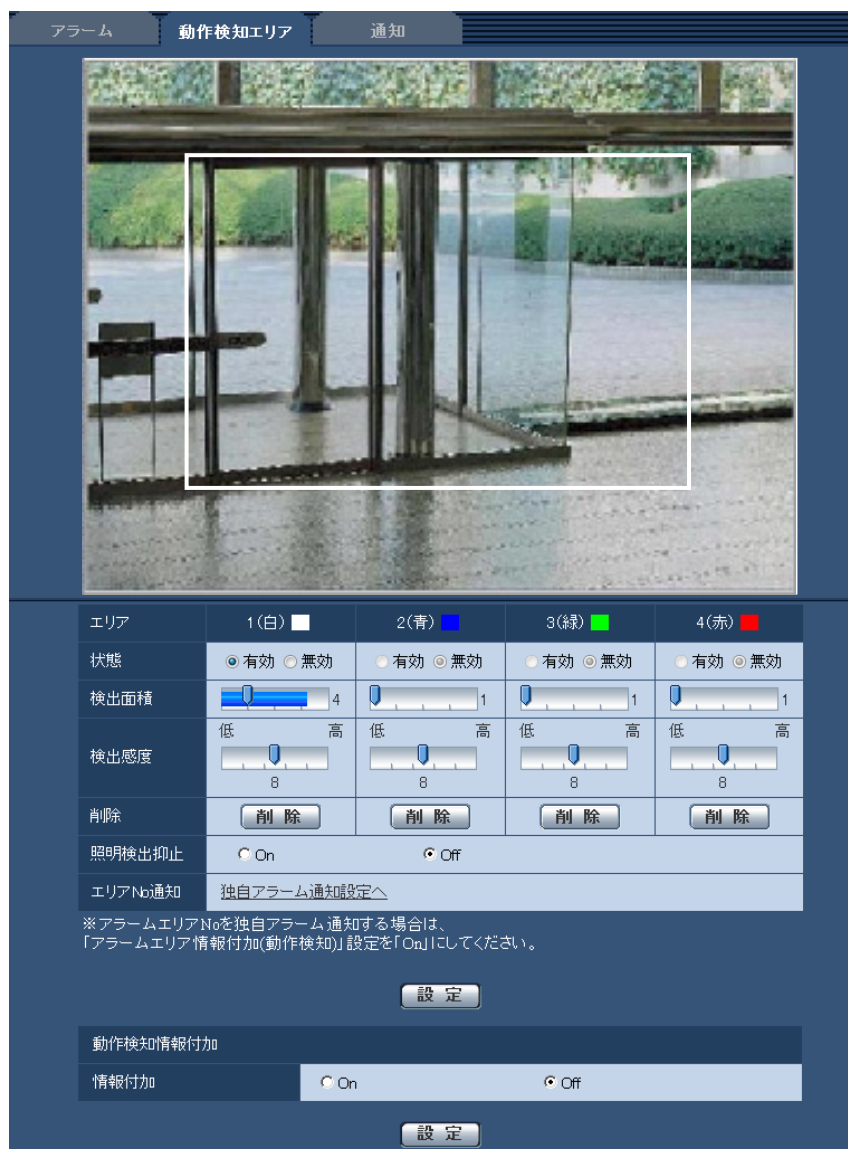 アラーム 動作検知エリア 通知
エリア 1(白) 2(青) 3(緑) 4(赤)
状態 有効 無効 有効 無効 有効 無効 有効 無効
検出面積 4 1 1 1
低 高 低 高 低 高 低 高
検出感度
8 8 8 8
削除 削 除 削 除 削 除 削 除
照明検出抑止 On Off
エリアNo通知 独自アラーム通知設定へ
※アラームエリアNoを独自アラーム通知する場合は、
「アラームエリア情報付加(動作検知)」設定を「On」にしてください。
設 定
動作検知情報付加
情報付加 On Off
設 定